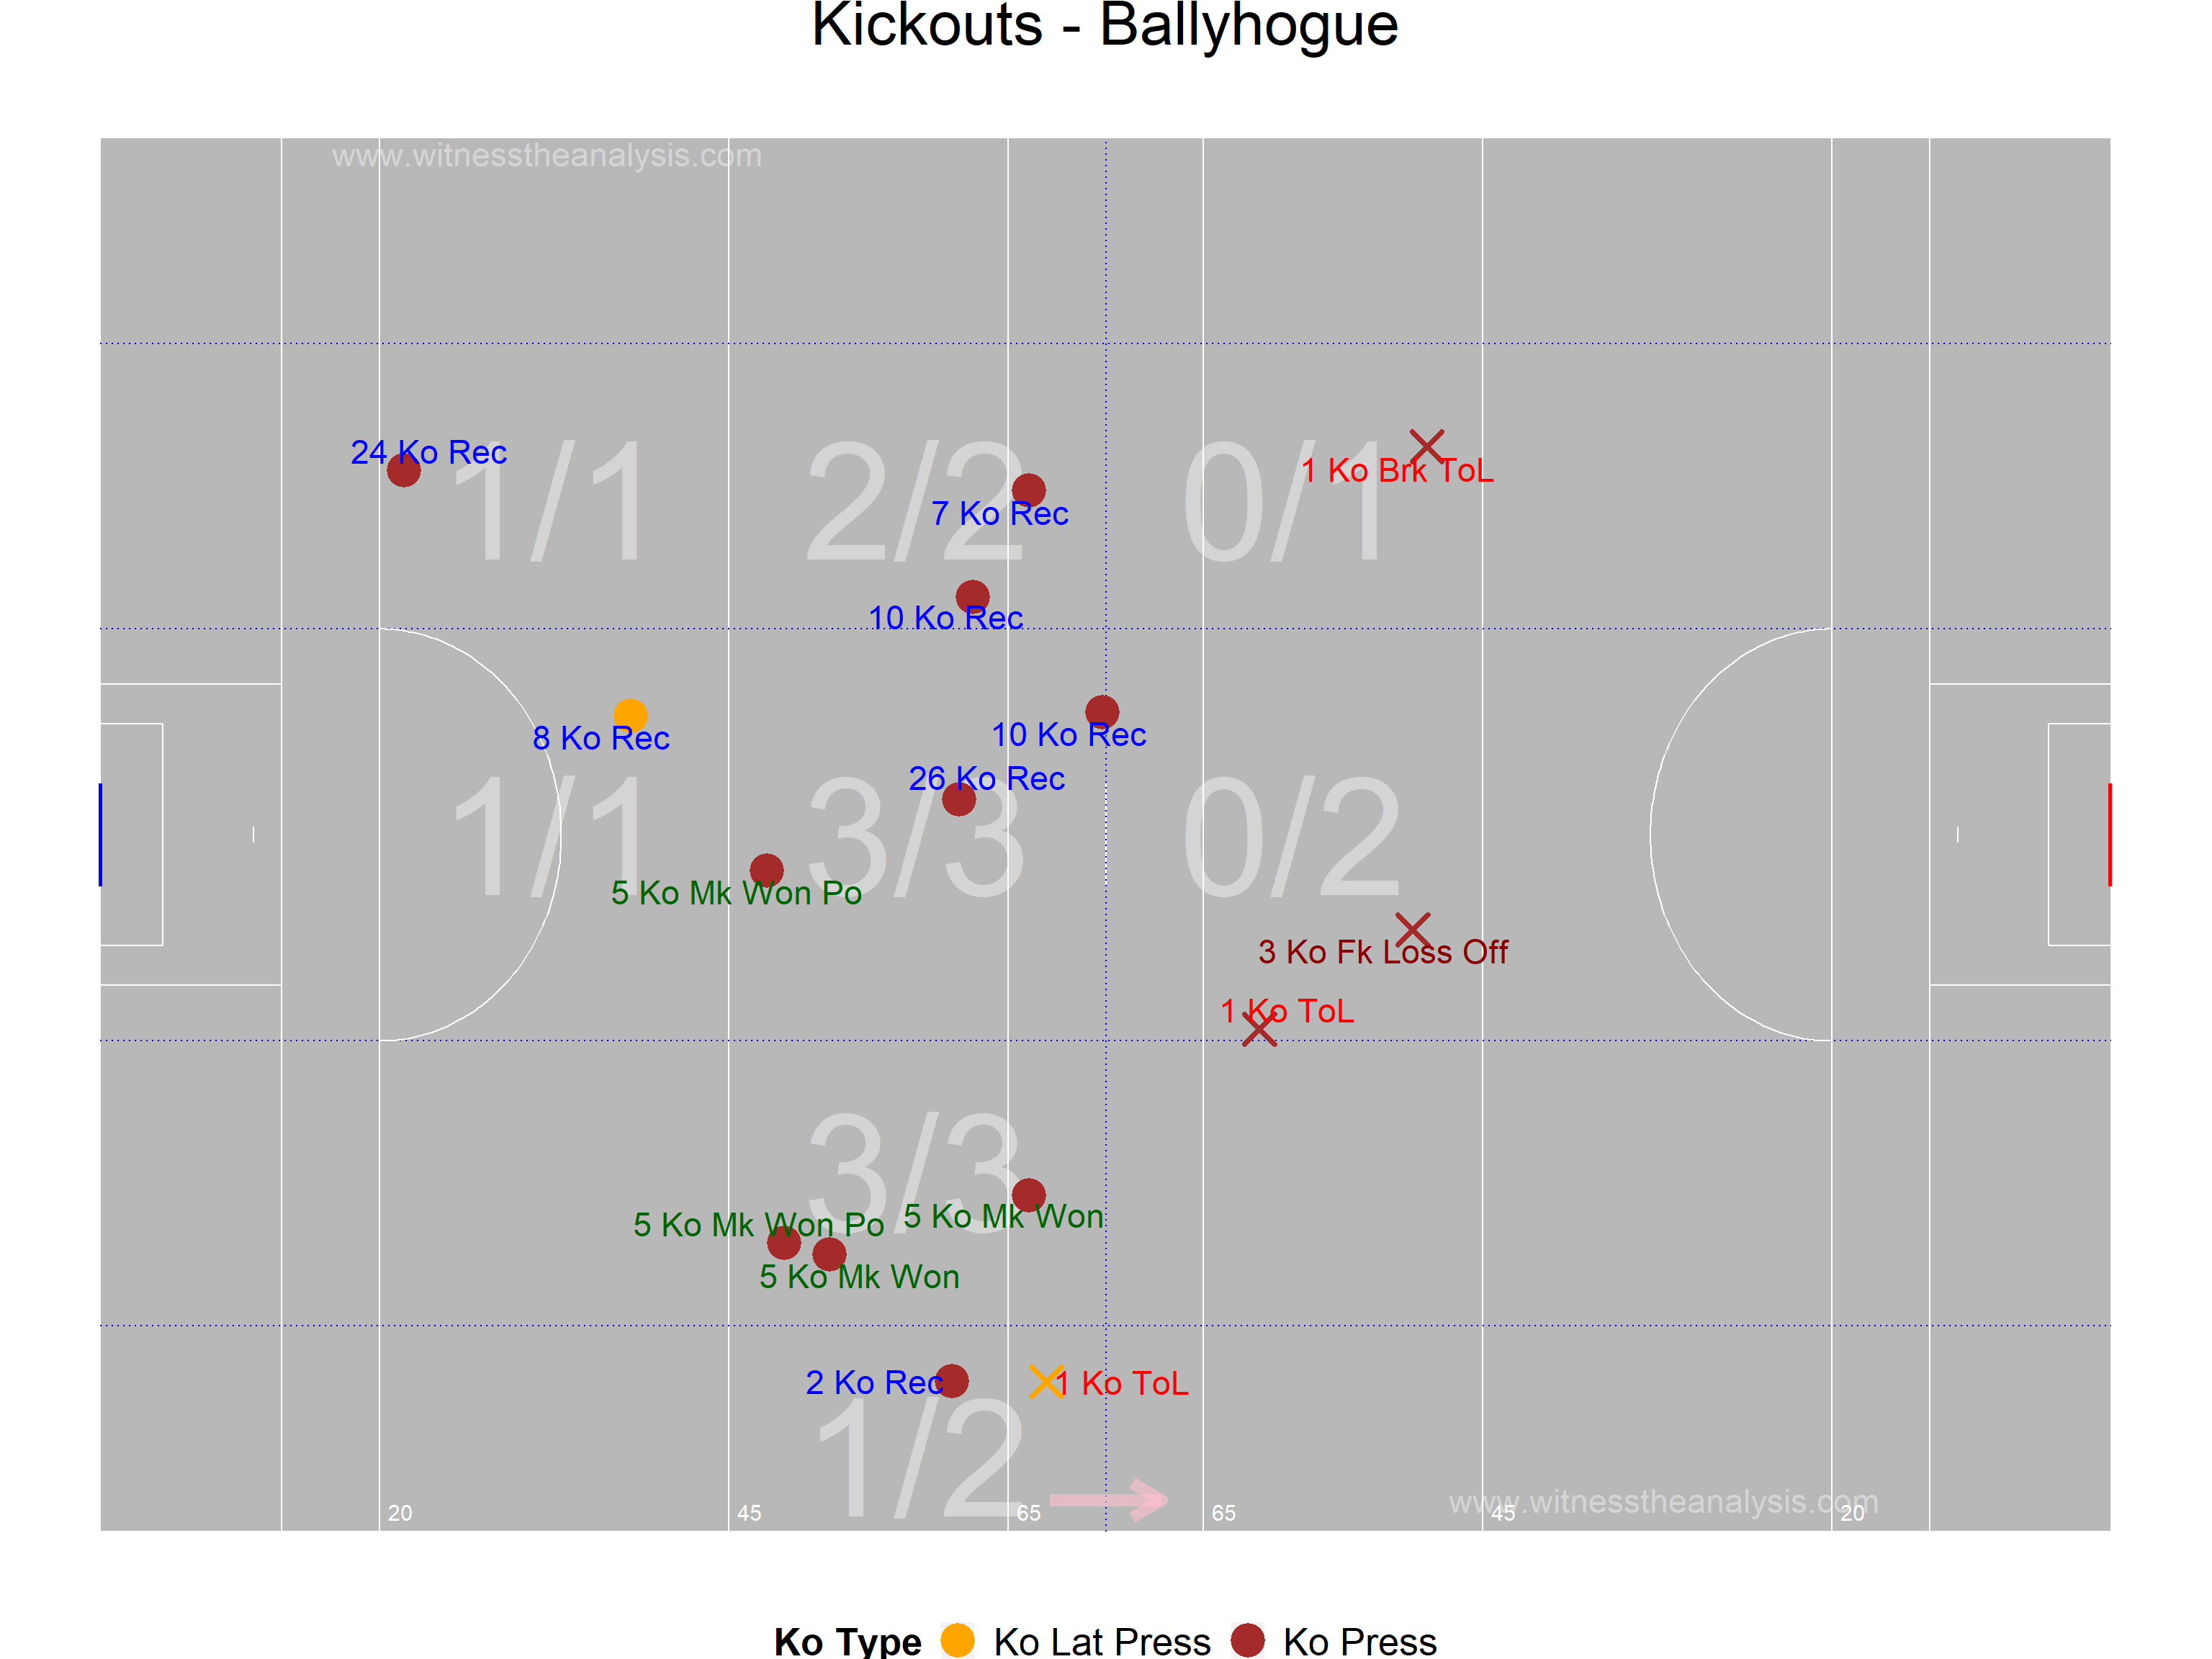 Kickouts - Ballyhogue
www.witnesstheanalysis.com
24 Ko Rec
1/1
2/2
0/1
1 Ko Brk ToL
7 Ko Rec
10 Ko Rec
8 Ko Rec
10 Ko Rec
26 Ko Rec
1/1
3/3
0/2
5 Ko Mk Won Po
3 Ko Fk Loss Off
1 Ko ToL
3/3
5 Ko Mk Won Po
5 Ko Mk Won
5 Ko Mk Won
2 Ko Rec
1 Ko ToL
1/2
www.witnesstheanalysis.com
20 45 65 65 45 20
Ko Type Ko Lat Press Ko Press